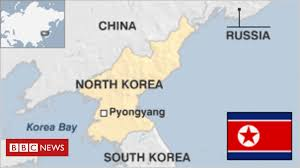 CHINA
RUSSIA
NORTH KOREA
Pyongyang
Korea Bay
SOUTH KOREA
BBC NEWS